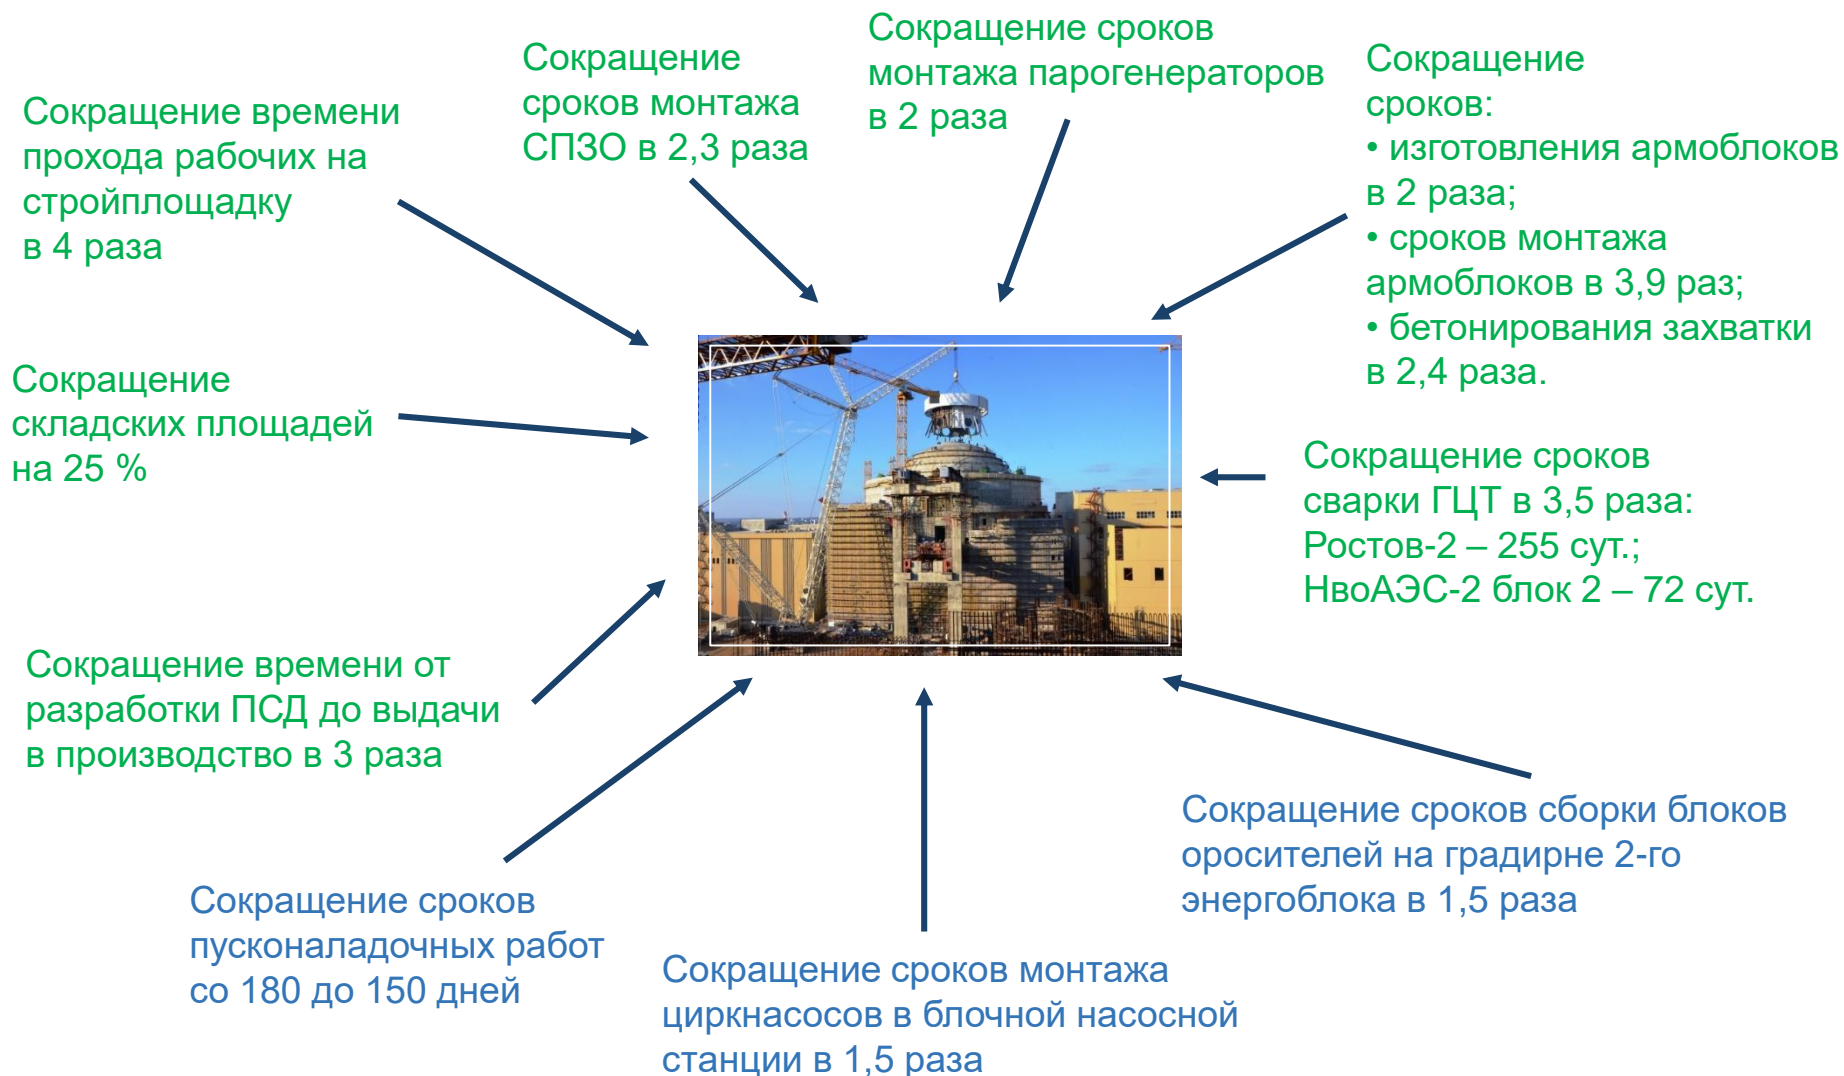 Сокращение времени
прохода рабочих на
стройплощадку
в 4 раза
Сокращение
сроков монтажа
СПЗО в 2,3 раза
Сокращение сроков
монтажа парогенераторов
в 2 раза
Сокращение
сроков:
• изготовления армоблоков
в 2 раза;
• сроков монтажа
армоблоков в 3,9 раз;
• бетонирования захватки
в 2,4 раза.
Сокращение
складских площадей
на 25 %
Сокращение сроков
сварки ГЦТ в 3,5 раза:
Ростов-2 – 255 сут.;
НвоАЭС-2 блок 2 – 72 сут.
Сокращение времени от
разработки ПСД до выдачи
в производство в 3 раза
Сокращение сроков
пусконаладочных работ
со 180 до 150 дней
Сокращение сроков монтажа
циркнасосов в блочной насосной
станции в 1,5 раза
Сокращение сроков сборки блоков
оросителей на градирне 2-го
энергоблока в 1,5 раза